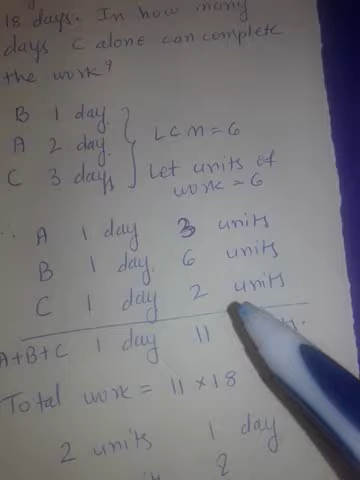 18 days. In how many
days C alone can complete
the work?
B 1 day
A 2 day
C 3 days
LCM = 6
Let units of
work = 6
∴ A 1 day 3 units
B 1 day 6 units
C 1 day 2 units
A+B+C 1 day 11
Total work = 11 × 18
2 units 1 day